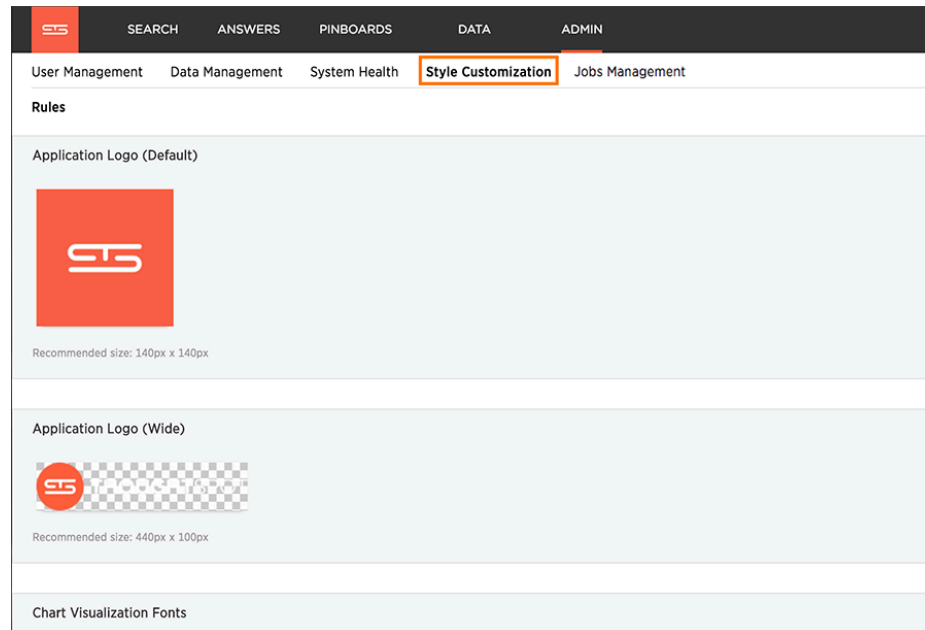 SEARCH ANSWERS PINBOARDS DATA ADMIN
User Management Data Management System Health Style Customization Jobs Management
Rules
Application Logo (Default)
Recommended size: 140px x 140px
Application Logo (Wide)
THOUGHTSPOT
Recommended size: 440px x 100px
Chart Visualization Fonts